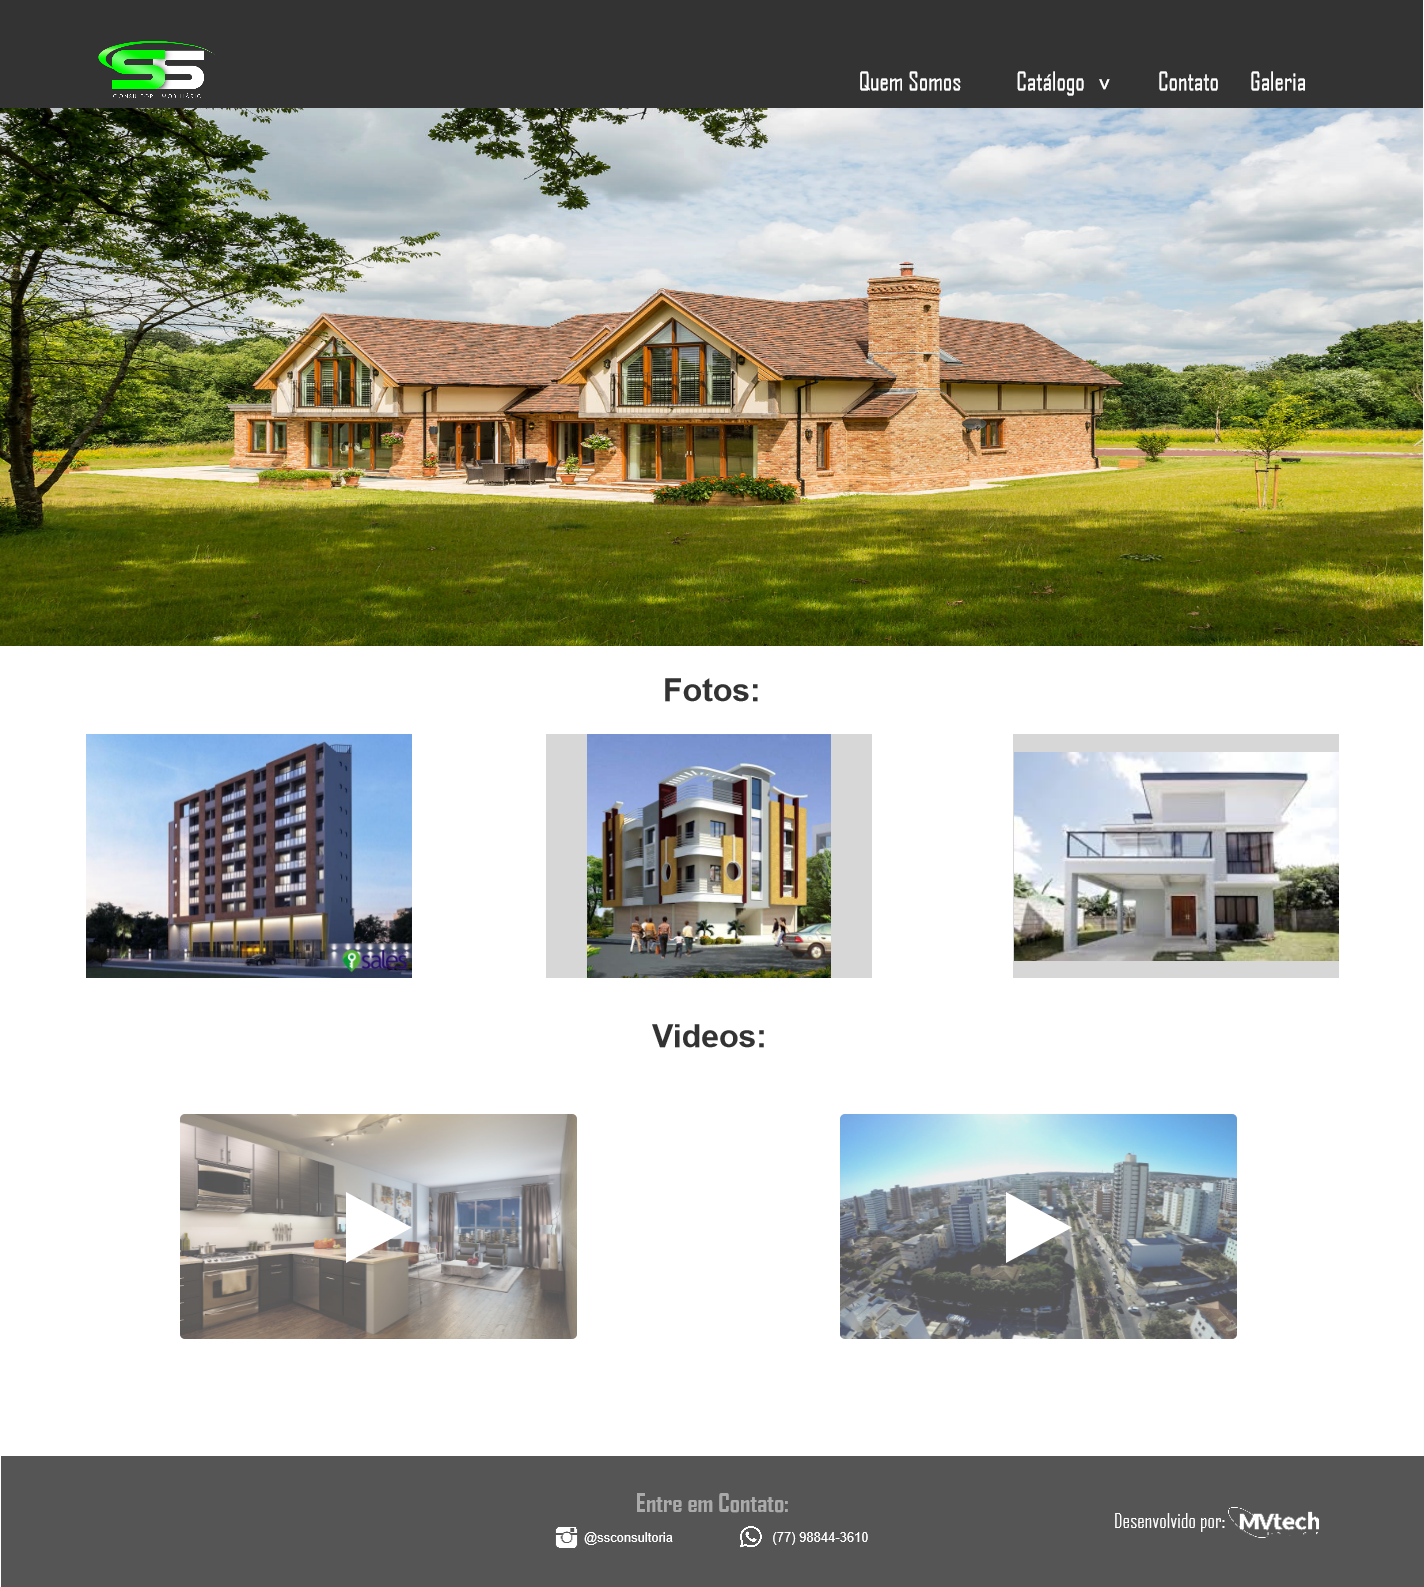 SS
Quem Somos
Catálogo v
Contato
Galeria
Fotos:
sales
Videos:
Entre em Contato:
@ssconsultoria
(77) 98844-3610
Desenvolvido por: MVtech